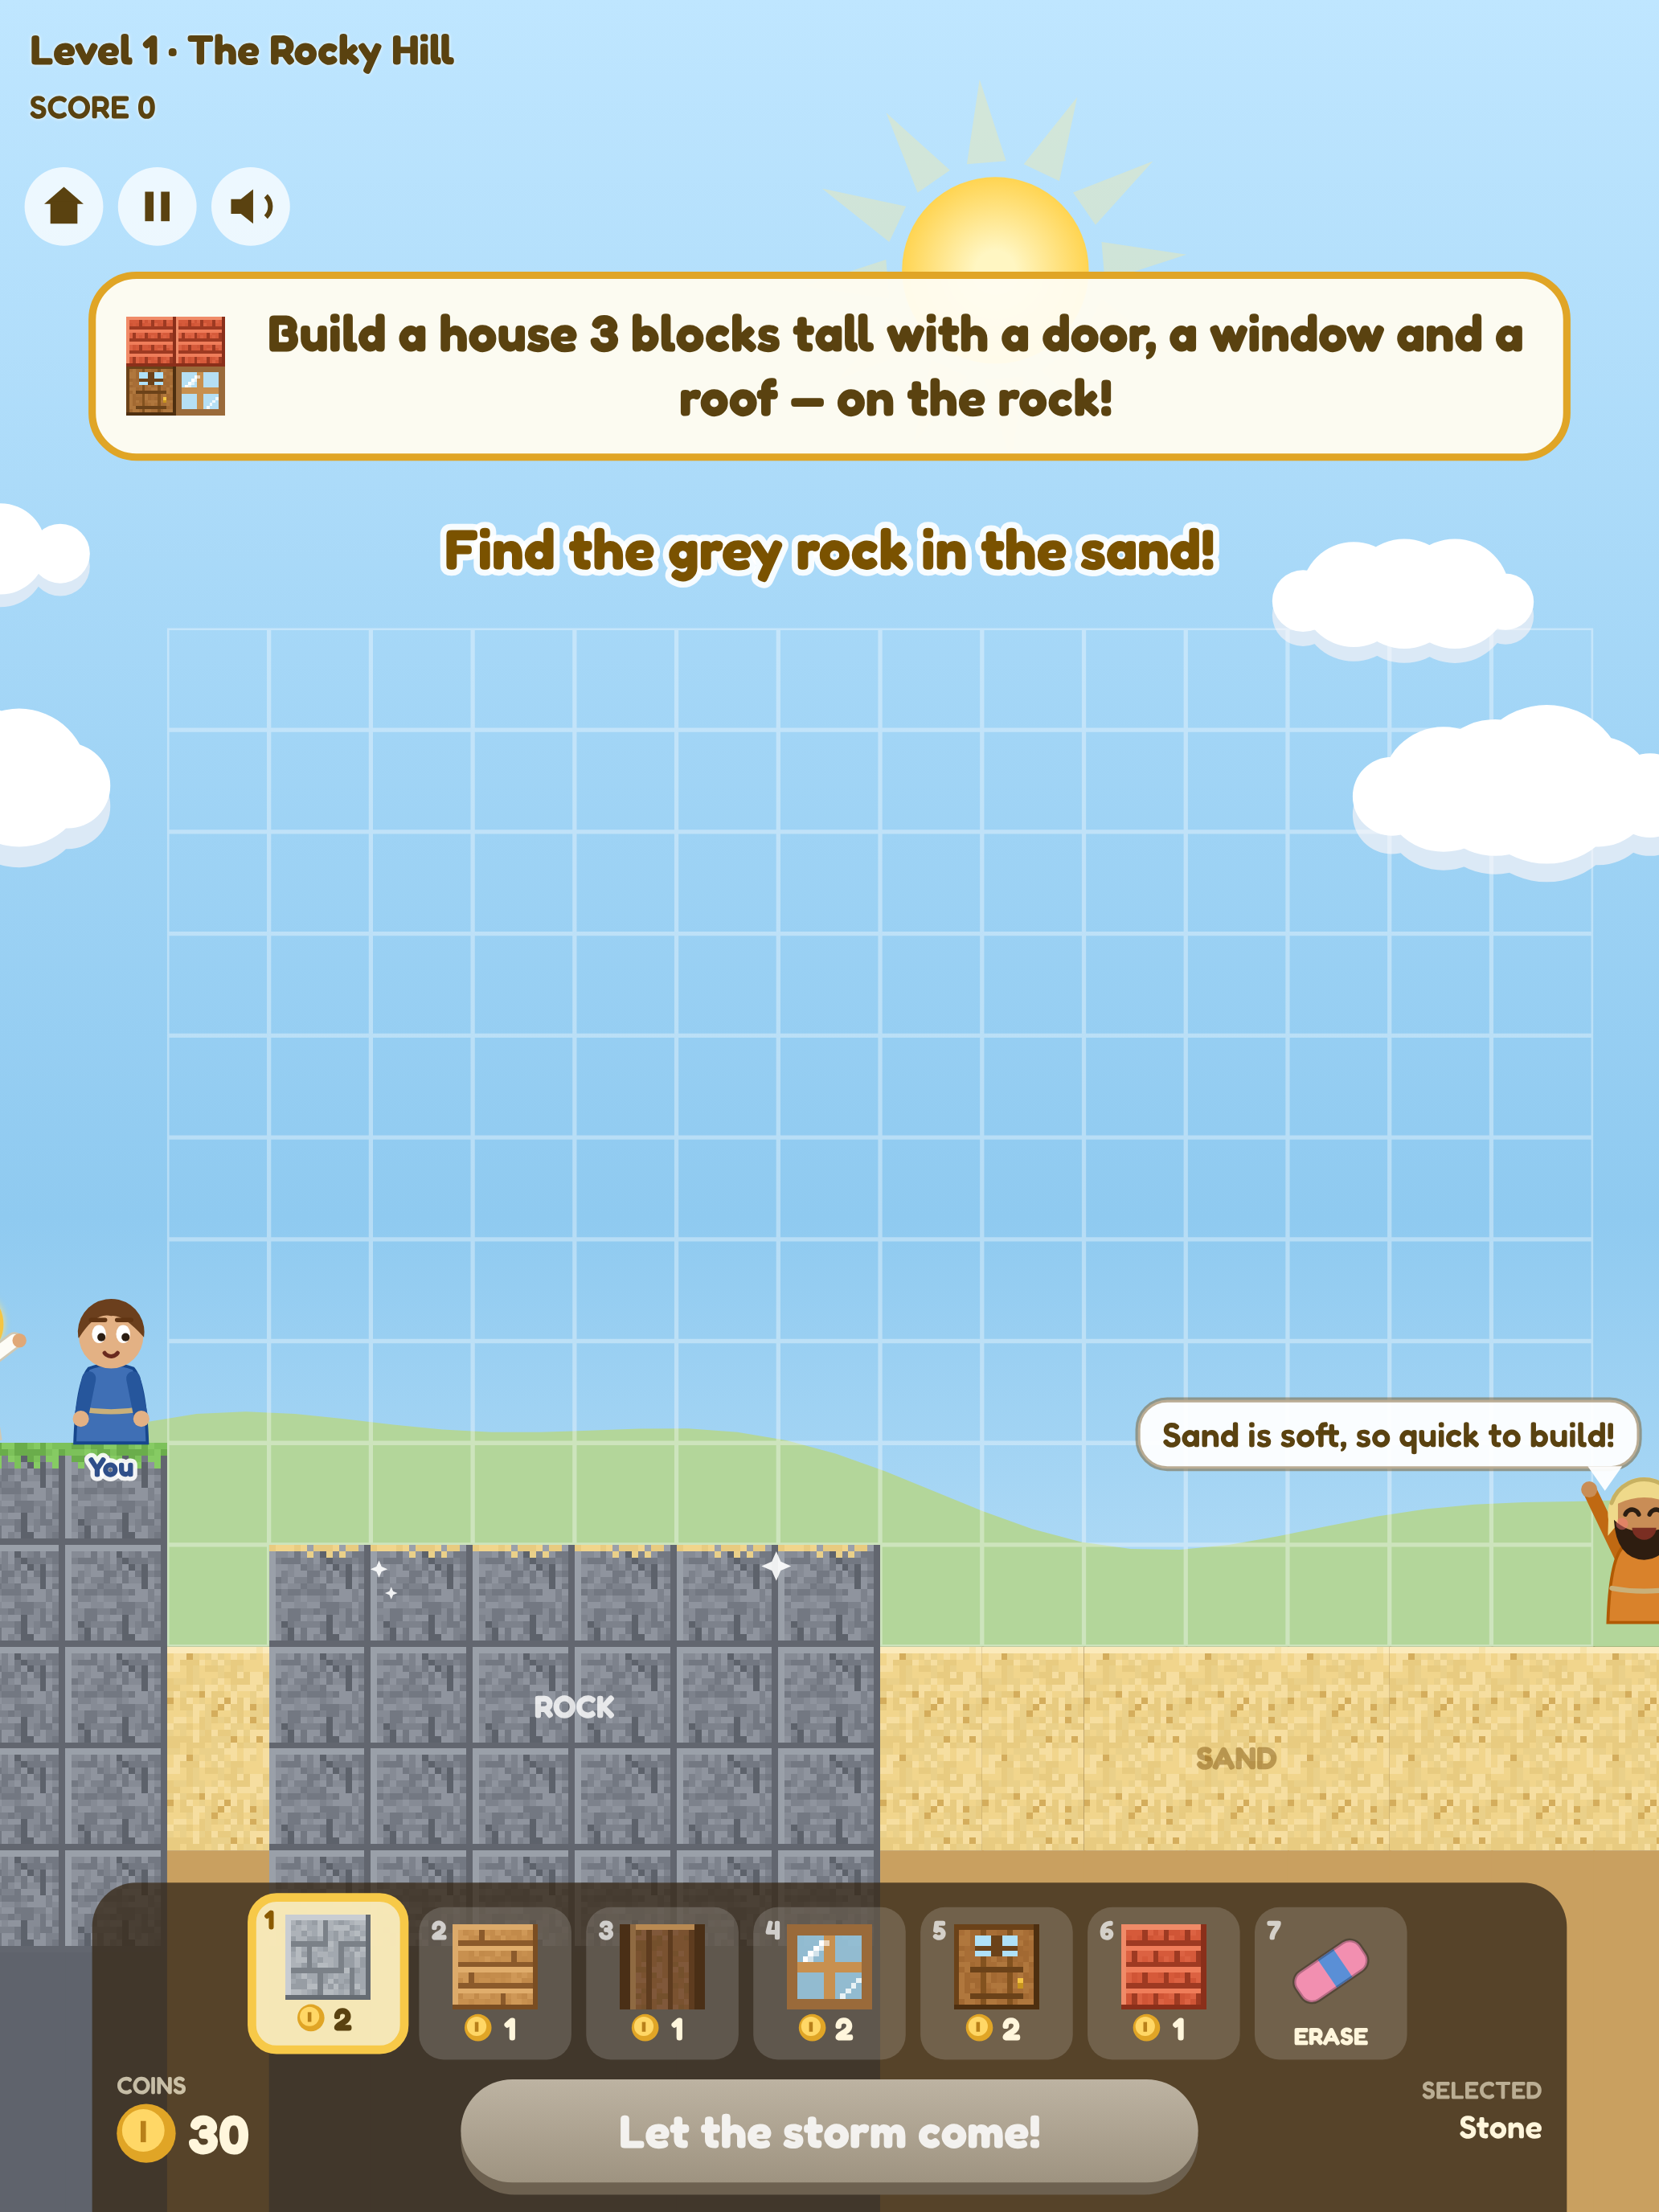 Level 1 · The Rocky Hill
SCORE 0
Build a house 3 blocks tall with a door, a window and a
roof — on the rock!
Find the grey rock in the sand!
Sand is soft, so quick to build!
You
ROCK
SAND
1
2
3
4
5
6
7
2
1
1
2
2
1
ERASE
COINS
30
Let the storm come!
SELECTED
Stone